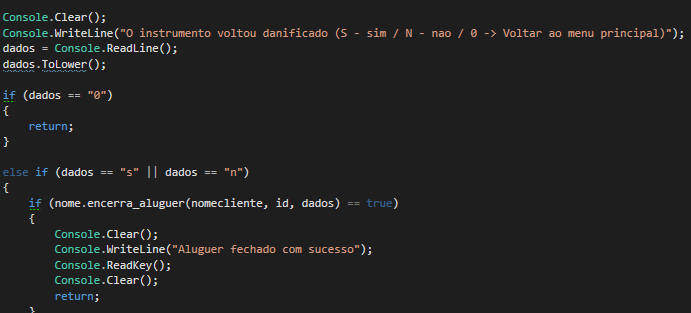 Console.Clear();
Console.WriteLine("O instrumento voltou danificado (S - sim / N - nao / 0 -> Voltar ao menu principal)");
dados = Console.ReadLine();
dados.ToLower();
if (dados == "0")
{
return;
}
else if (dados == "s" || dados == "n")
{
if (nome.encerra_aluguer(nomecliente, id, dados) == true)
{
Console.Clear();
Console.WriteLine("Aluguer fechado com sucesso");
Console.ReadKey();
Console.Clear();
return;
}